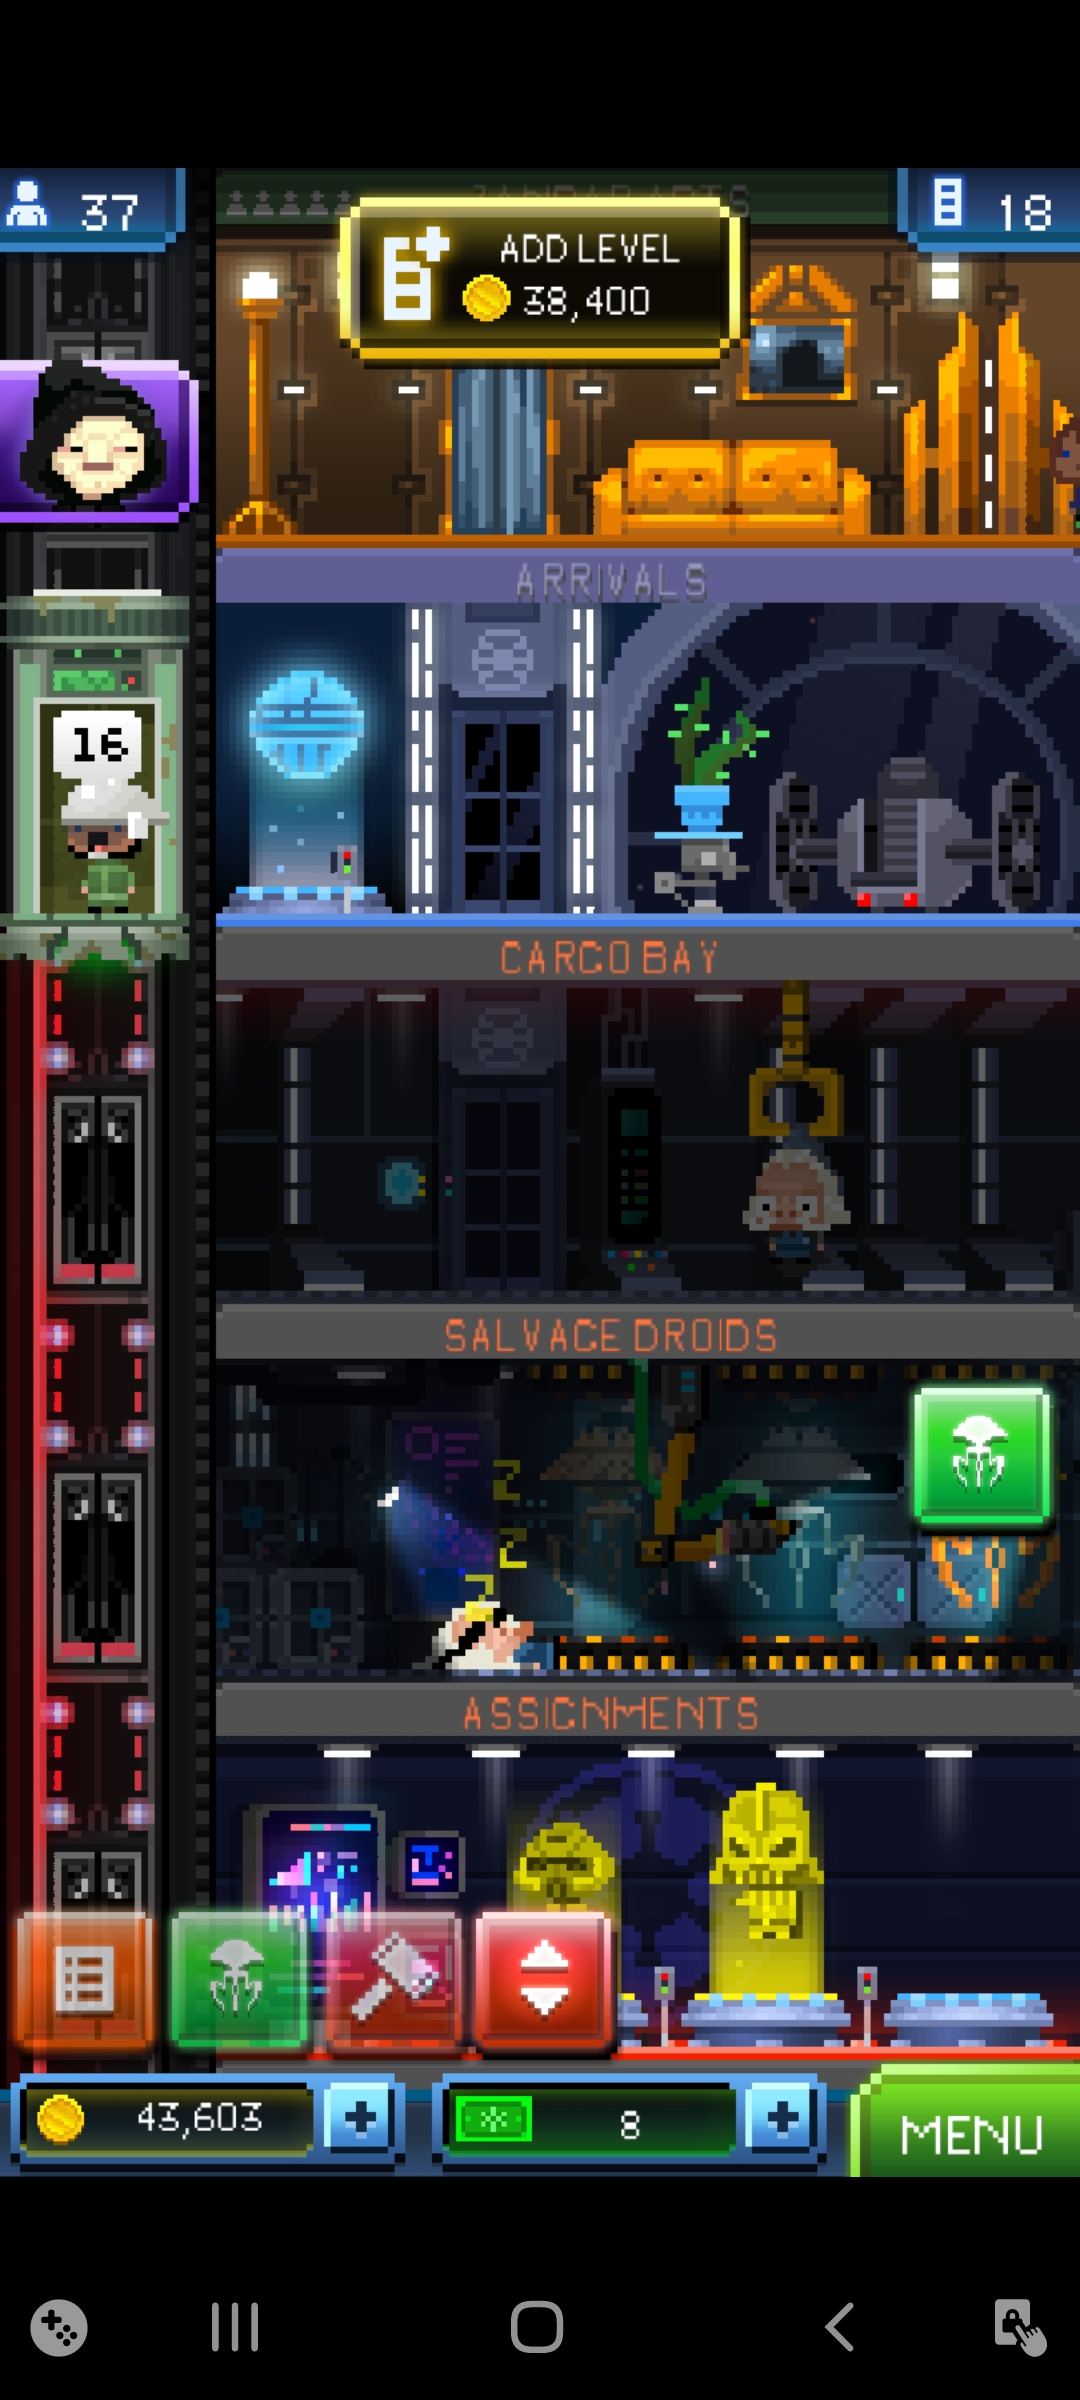 37
18
ADD LEVEL
38,400
ARRIVALS
16
CARGO BAY
SALVAGE DROIDS
ASSIGNMENTS
43,603
8
MENU